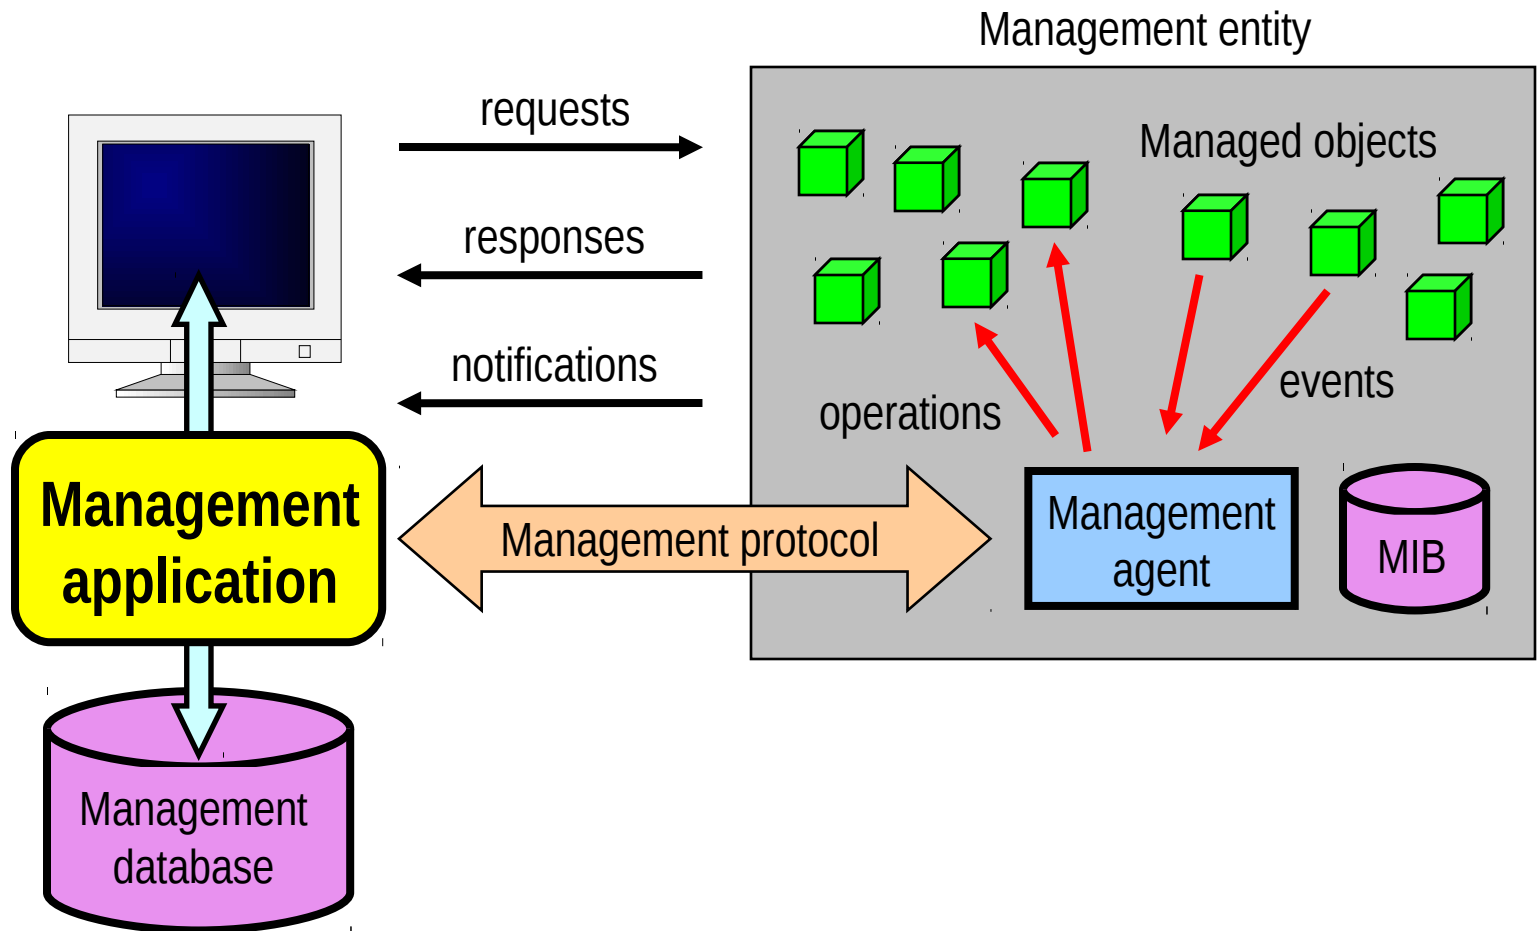 Management entity
requests
Managed objects
responses
notifications
operations
events
Management
application
Management protocol
Management
agent
MIB
Management
database